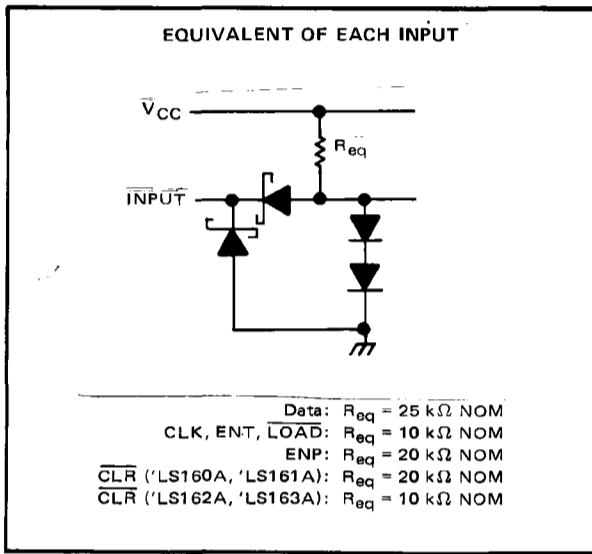 EQUIVALENT OF EACH INPUT
VCC
Req
INPUT
Data: Req = 25 kΩ NOM
CLK, ENT, LOAD: Req = 10 kΩ NOM
ENP: Req = 20 kΩ NOM
CLR ('LS160A, 'LS161A): Req = 20 kΩ NOM
CLR ('LS162A, 'LS163A): Req = 10 kΩ NOM